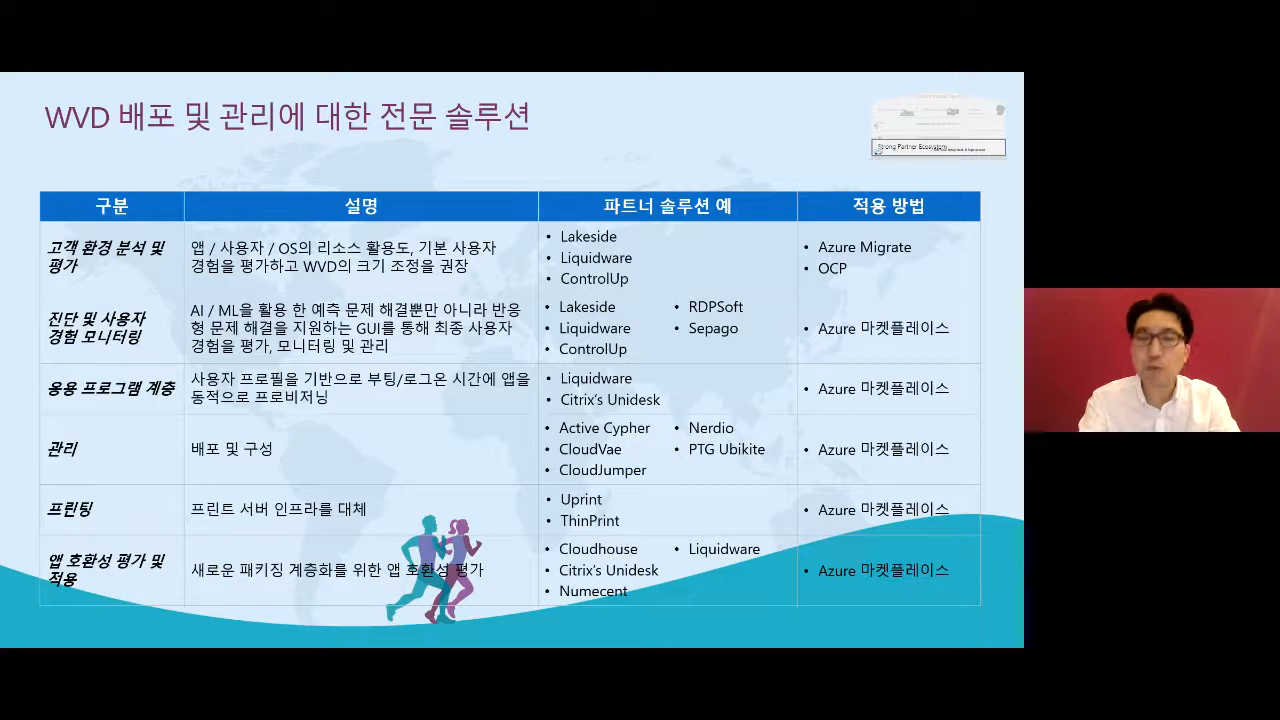 WVD 배포 및 관리에 대한 전문 솔루션
Strong Partner Ecosystem
구분 설명 파트너 솔루션 예 적용 방법
고객 환경 분석 및
평가
앱 / 사용자 / OS의 리소스 활용도, 기본 사용자
경험을 평가하고 WVD의 크기 조정을 권장
• Lakeside
• Liquidware
• ControlUp
• Azure Migrate
• OCP
진단 및 사용자
경험 모니터링
AI / ML을 활용 한 예측 문제 해결뿐만 아니라 반응
형 문제 해결을 지원하는 GUI를 통해 최종 사용자
경험을 평가, 모니터링 및 관리
• Lakeside
• Liquidware
• ControlUp
• RDPSoft
• Sepago
• Azure 마켓플레이스
응용 프로그램 계층
사용자 프로필을 기반으로 부팅/로그온 시간에 앱을
동적으로 프로비저닝
• Liquidware
• Citrix’s Unidesk
• Azure 마켓플레이스
관리
배포 및 구성
• Active Cypher
• CloudVae
• CloudJumper
• Nerdio
• PTG Ubikite
• Azure 마켓플레이스
프린팅
프린트 서버 인프라를 대체
• Uprint
• ThinPrint
• Azure 마켓플레이스
앱 호환성 평가 및
적용
새로운 패키징 계층화를 위한 앱 호환성 평가
• Cloudhouse
• Citrix’s Unidesk
• Numecent
• Liquidware
• Azure 마켓플레이스